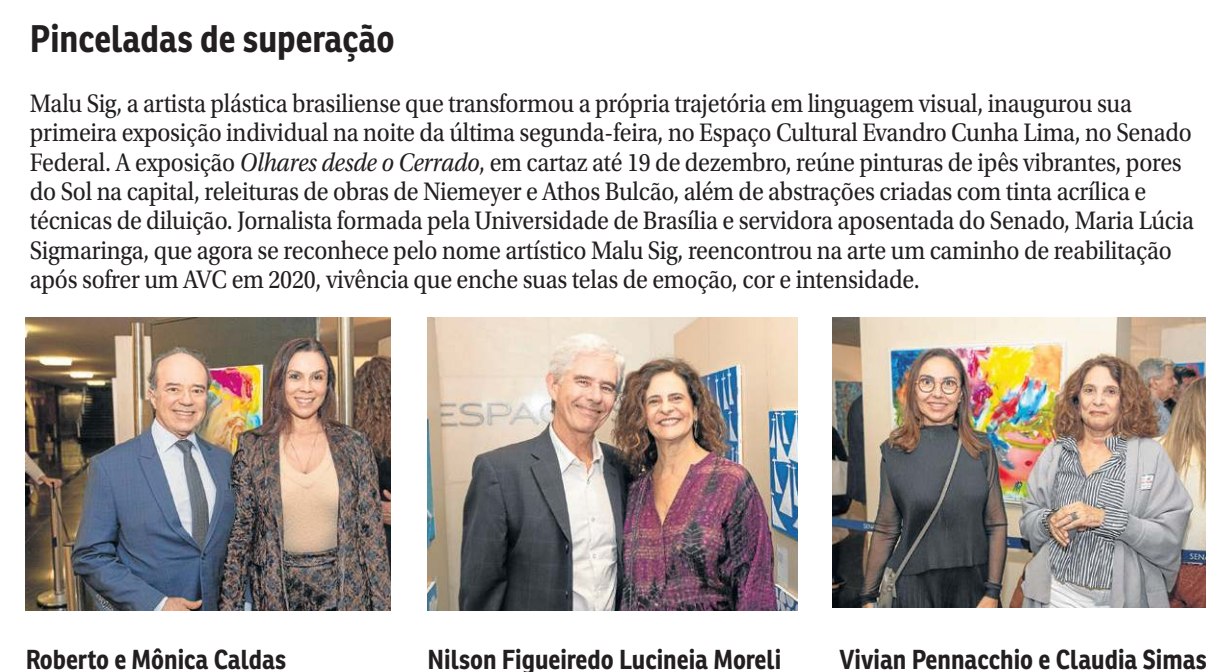 Pinceladas de superação
Malu Sig, a artista plástica brasiliense que transformou a própria trajetória em linguagem visual, inaugurou sua
primeira exposição individual na noite da última segunda-feira, no Espaço Cultural Evandro Cunha Lima, no Senado
Federal. A exposição Olhares desde o Cerrado, em cartaz até 19 de dezembro, reúne pinturas de ipês vibrantes, pores
do Sol na capital, releituras de obras de Niemeyer e Athos Bulcão, além de abstrações criadas com tinta acrílica e
técnicas de diluição. Jornalista formada pela Universidade de Brasília e servidora aposentada do Senado, Maria Lúcia
Sigmaringa, que agora se reconhece pelo nome artístico Malu Sig, reencontrou na arte um caminho de reabilitação
após sofrer um AVC em 2020, vivência que enche suas telas de emoção, cor e intensidade.
ESPA
SEN
SEN
Roberto e Mônica Caldas
Nilson Figueiredo Lucineia Moreli
Vivian Pennacchio e Claudia Simas